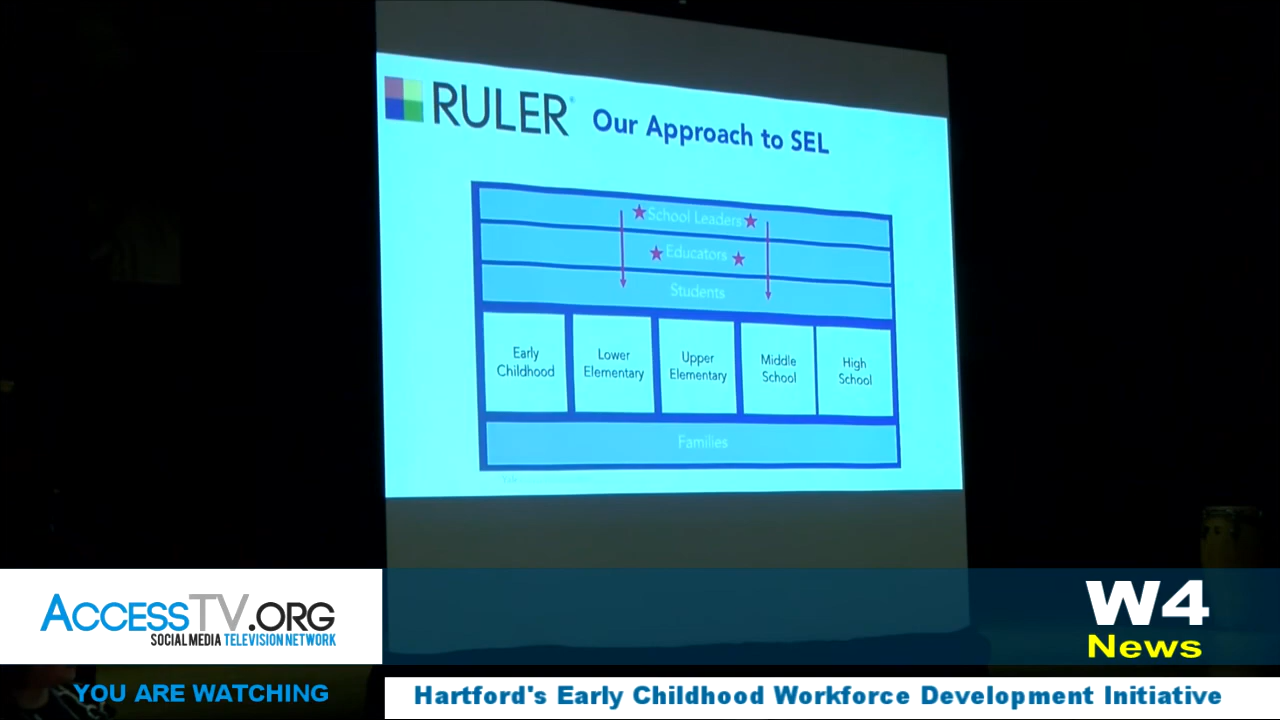 RULER®
Our Approach to SEL
School Leaders
Educators
Students
Early
Childhood
Lower
Elementary
Upper
Elementary
Middle
School
High
School
Families
ACCESSTV.ORG
SOCIAL MEDIA TELEVISION NETWORK
W4
News
YOU ARE WATCHING
Hartford's Early Childhood Workforce Development Initiative